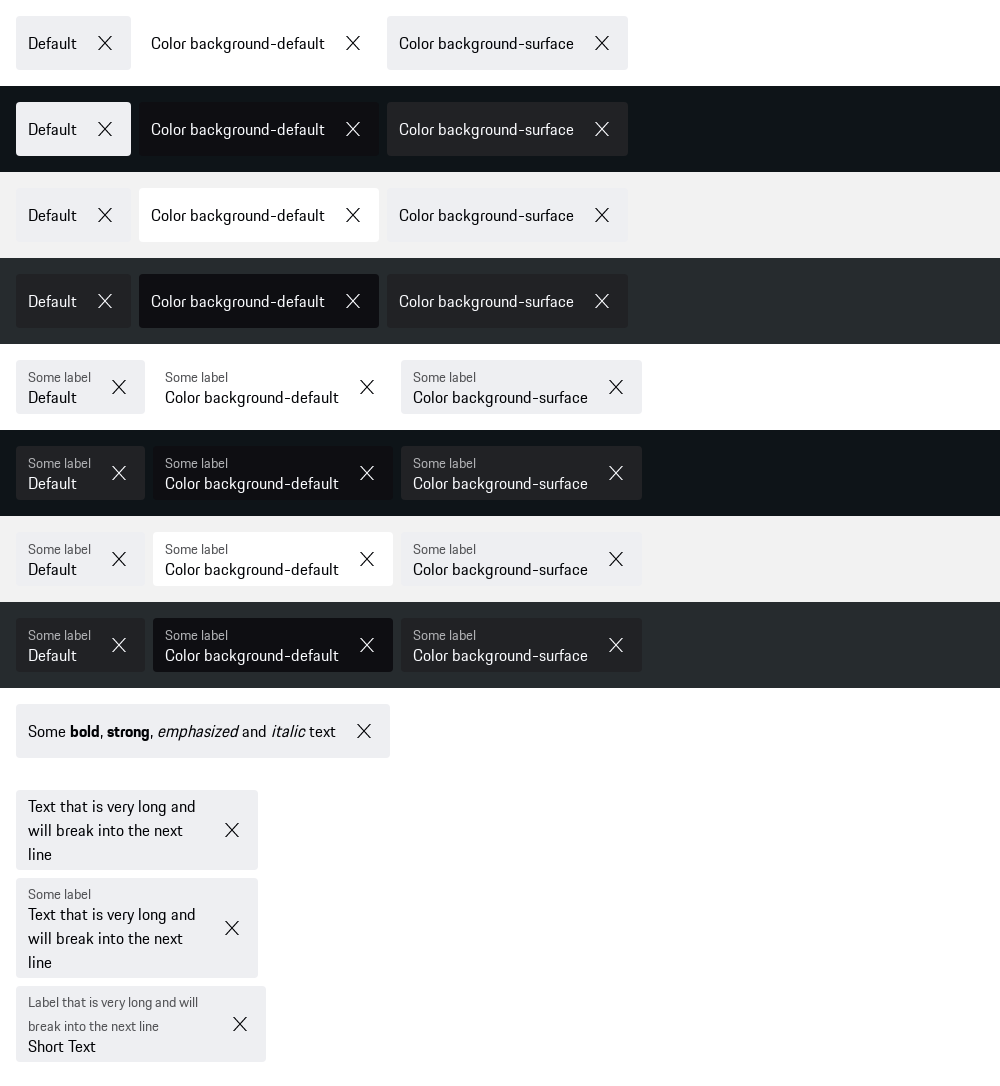 Default Color background-default Color background-surface
Default Color background-default Color background-surface
Default Color background-default Color background-surface
Default Color background-default Color background-surface
Some label Some label Some label
Default Color background-default Color background-surface
Some label Some label Some label
Default Color background-default Color background-surface
Some label Some label Some label
Default Color background-default Color background-surface
Some label Some label Some label
Default Color background-default Color background-surface
Some bold, strong, emphasized and italic text
Text that is very long and
will break into the next
line
Some label
Text that is very long and
will break into the next
line
Label that is very long and will
break into the next line
Short Text